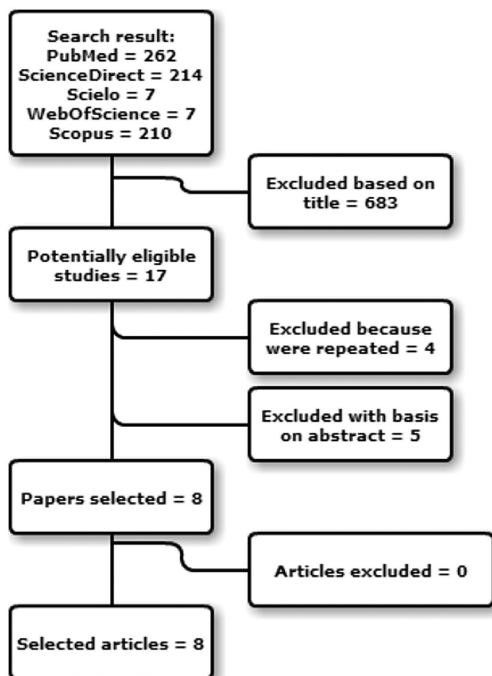 Search result:
PubMed = 262
ScienceDirect = 214
Scielo = 7
WebOfScience = 7
Scopus = 210
Excluded based on
title = 683
Potentially eligible
studies = 17
Excluded because
were repeated = 4
Excluded with basis
on abstract = 5
Papers selected = 8
Articles excluded = 0
Selected articles = 8